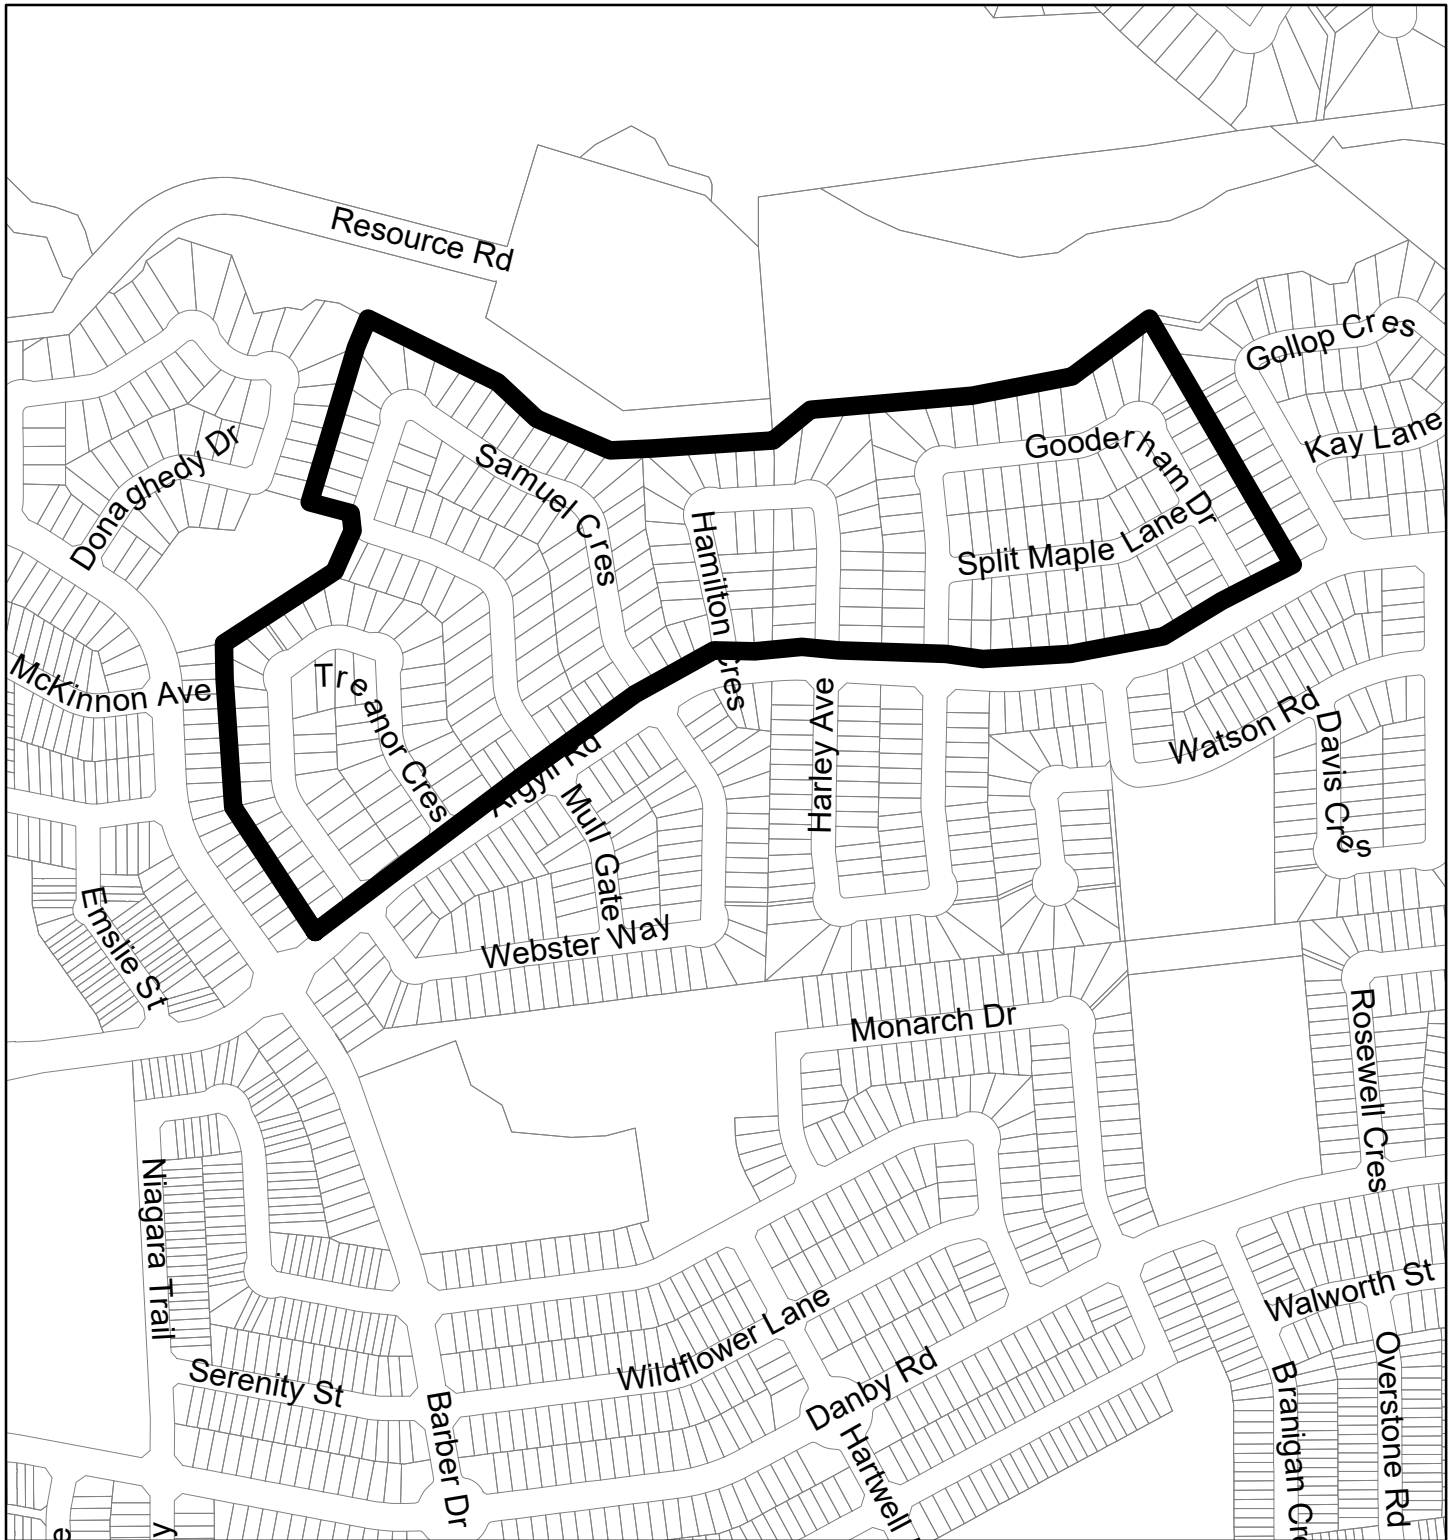 Resource Rd
Gollop Cres
Kay Lane
Donaghedy Dr
Samuel Cres
Gooderham Dr
Split Maple Lane
Hamilton Cres
McKinnon Ave
Treanor Cres
Argyll Rd
Harley Ave
Watson Rd
Davis Cres
Mull Gate
Emslie St
Webster Way
Monarch Dr
Rosewell Cres
Niagara Trail
Walworth St
Wildflower Lane
Serenity St
Danby Rd
Barber Dr
Hartwell
Branigan Cre
Overstone Rd
e
y